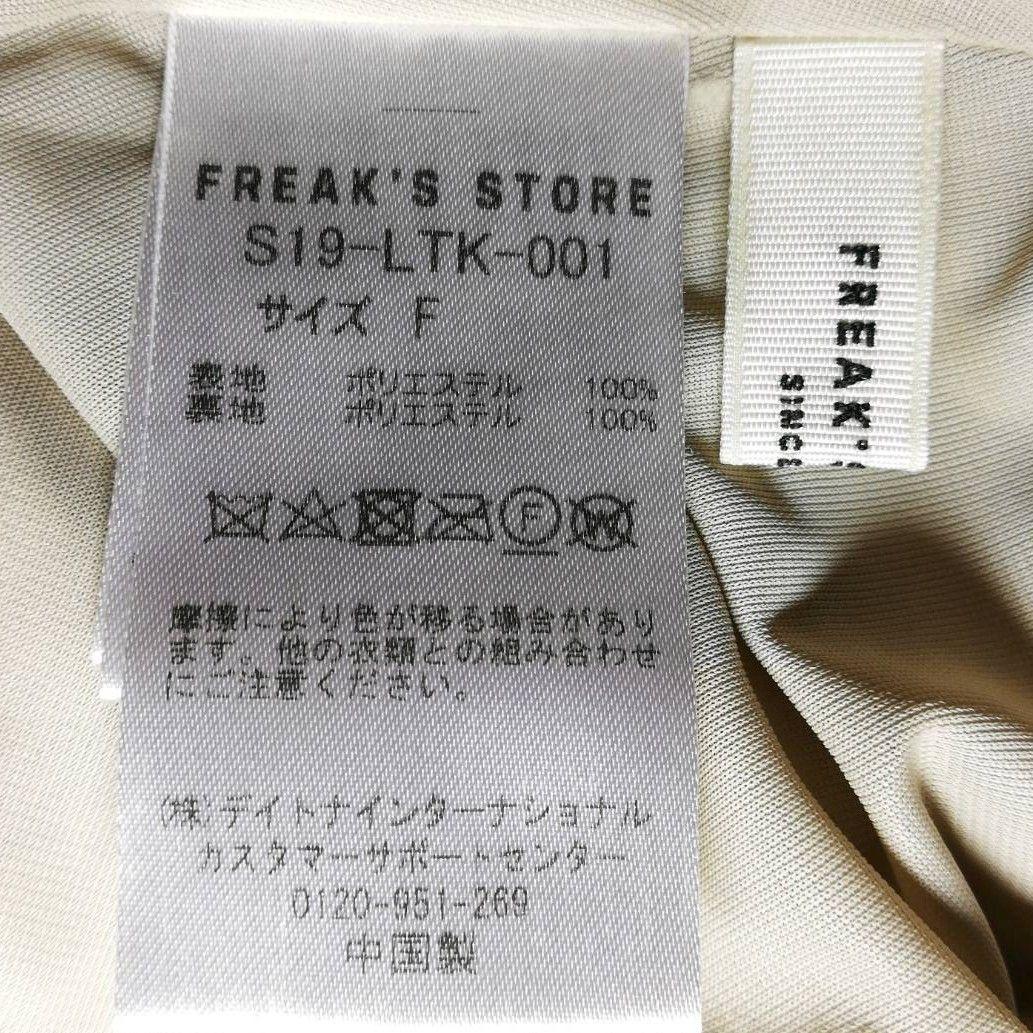 FREAK'S STORE
S19-LTK-001
サイズ F
表地 ポリエステル 100%
裏地 ポリエステル 100%
F
W
摩擦により色が移る場合があり
ます。他の衣類との組み合わせ
にご注意ください。
(株)デイトナインターナショナル
カスタマーサポートセンター
0120-951-269
中国製
FREAK'S
SINCE